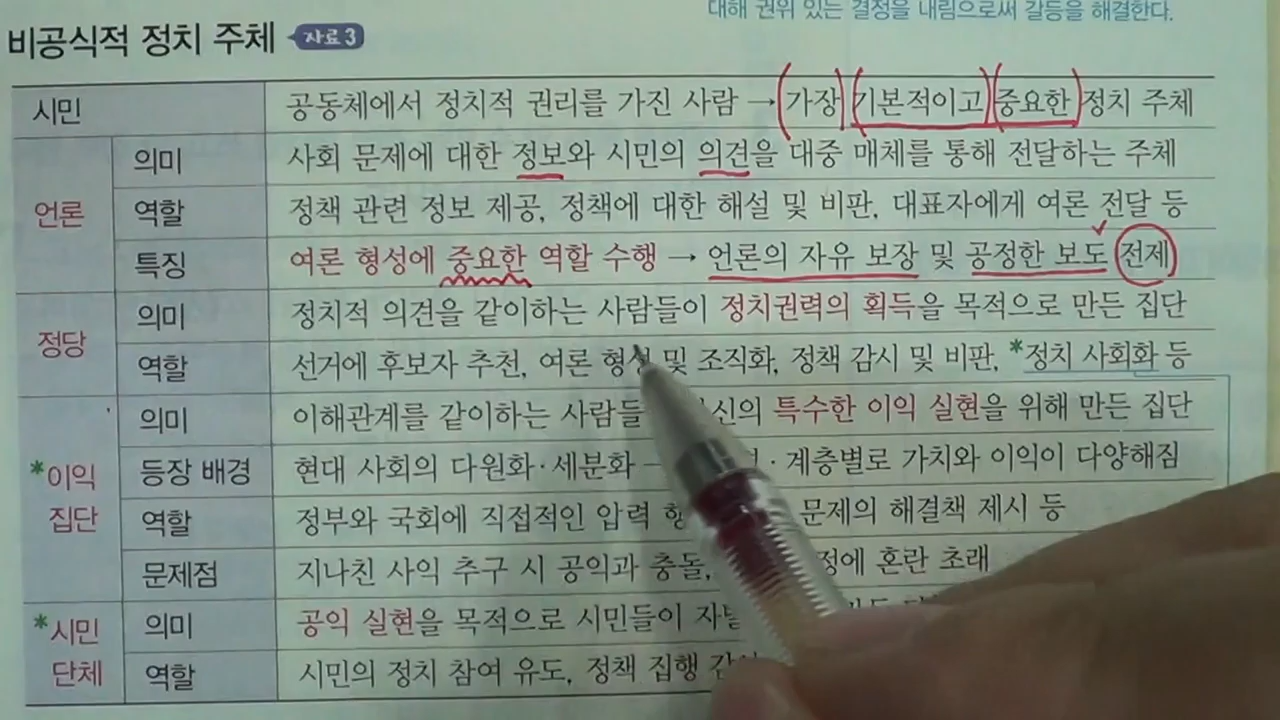 대해 권위 있는 결정을 내림으로써 갈등을 해결한다.
비공식적 정치 주체 자료 3
시민 공동체에서 정치적 권리를 가진 사람 → 가장 기본적이고 중요한 정치 주체
언론
의미 사회 문제에 대한 정보와 시민의 의견을 대중 매체를 통해 전달하는 주체
역할 정책 관련 정보 제공, 정책에 대한 해설 및 비판, 대표자에게 여론 전달 등
특징 여론 형성에 중요한 역할 수행 → 언론의 자유 보장 및 공정한 보도 전제
정당
의미 정치적 의견을 같이하는 사람들이 정치권력의 획득을 목적으로 만든 집단
역할 선거에 후보자 추천, 여론 형성 및 조직화, 정책 감시 및 비판, *정치 사회화 등
*이익
집단
의미 이해관계를 같이하는 사람들 신의 특수한 이익 실현을 위해 만든 집단
등장 배경 현대 사회의 다원화·세분화 · 계층별로 가치와 이익이 다양해짐
역할 정부와 국회에 직접적인 압력 문제의 해결책 제시 등
문제점 지나친 사익 추구 시 공익과 충돌, 정에 혼란 초래
*시민
단체
의미 공익 실현을 목적으로 시민들이
역할 시민의 정치 참여 유도, 정책 집행